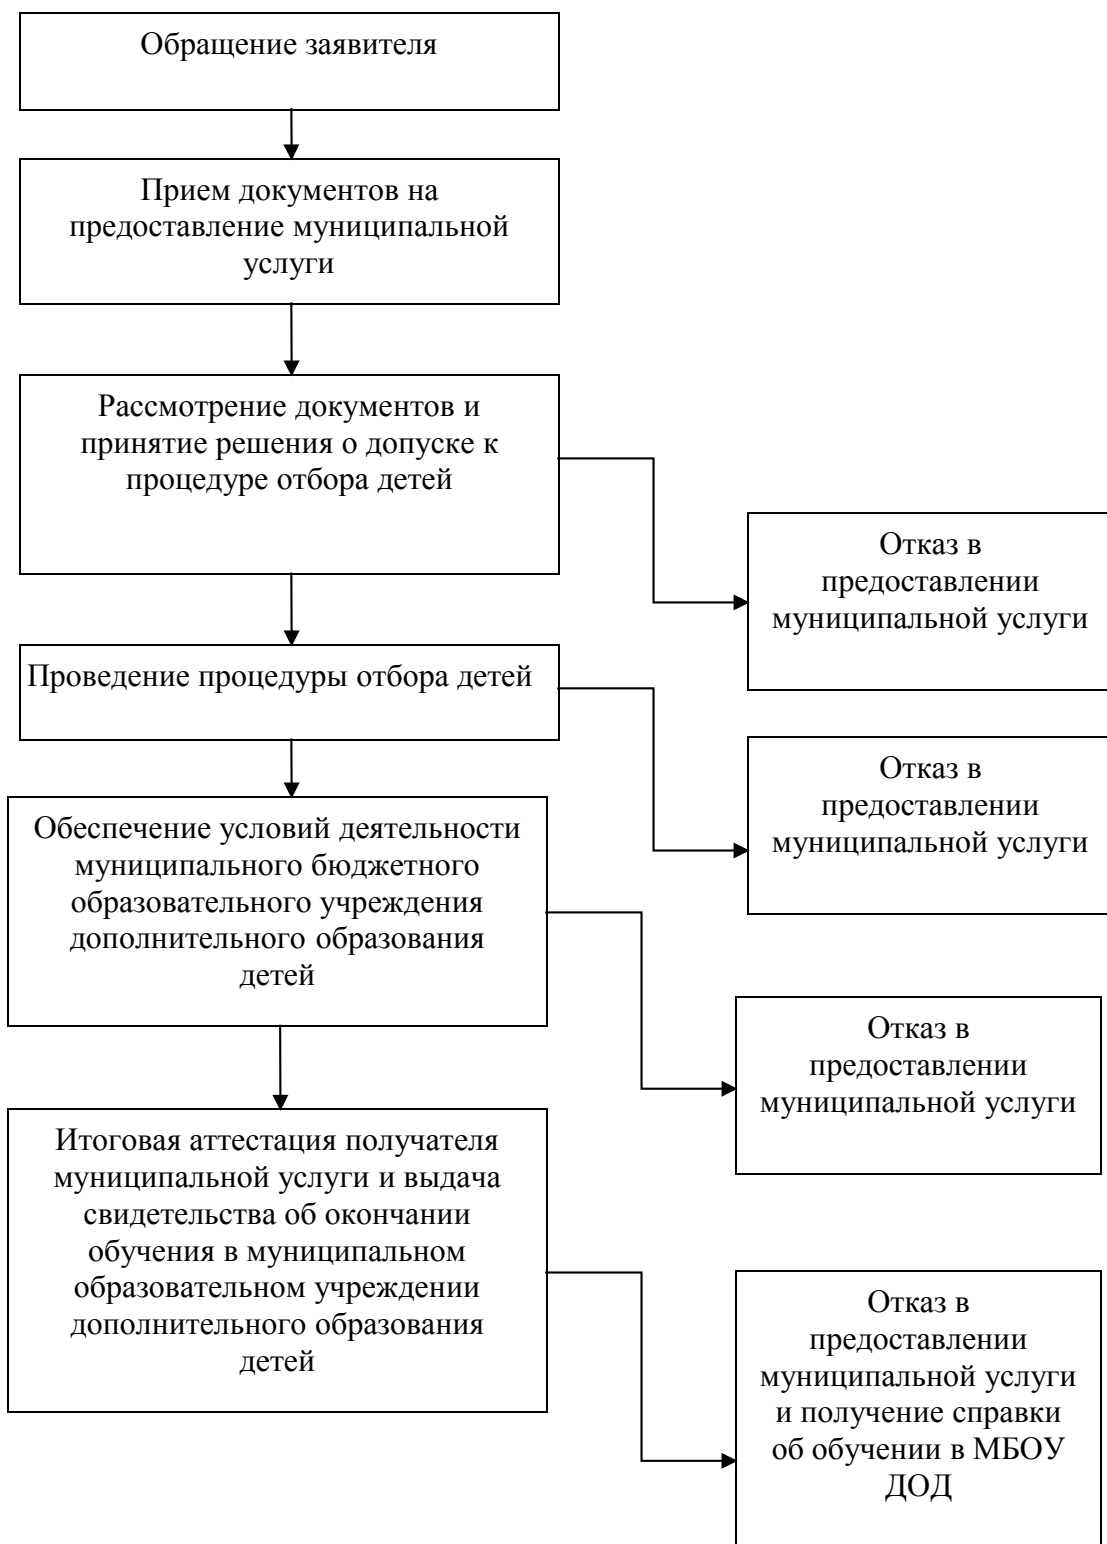 Обращение заявителя
Прием документов на
предоставление муниципальной
услуги
Рассмотрение документов и
принятие решения о допуске к
процедуре отбора детей
Отказ в
предоставлении
муниципальной услуги
Проведение процедуры отбора детей
Отказ в
предоставлении
муниципальной услуги
Обеспечение условий деятельности
муниципального бюджетного
образовательного учреждения
дополнительного образования
детей
Отказ в
предоставлении
муниципальной услуги
Итоговая аттестация получателя
муниципальной услуги и выдача
свидетельства об окончании
обучения в муниципальном
образовательном учреждении
дополнительного образования
детей
Отказ в
предоставлении
муниципальной услуги
и получение справки
об обучении в МБОУ
ДОД